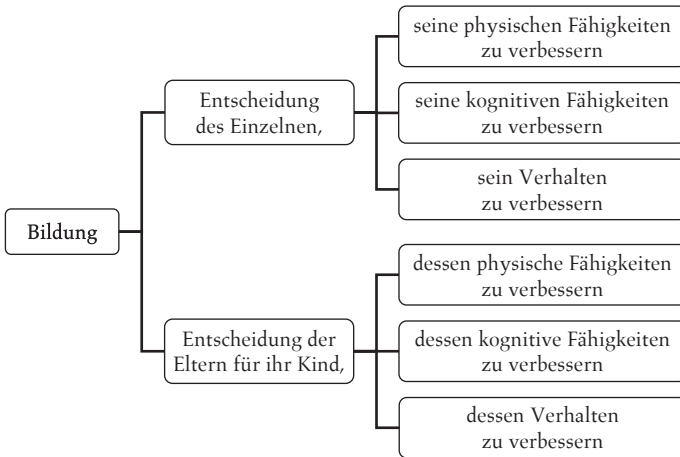 Bildung
Entscheidung
des Einzelnen,
seine physischen Fähigkeiten
zu verbessern
seine kognitiven Fähigkeiten
zu verbessern
sein Verhalten
zu verbessern
Entscheidung der
Eltern für ihr Kind,
dessen physische Fähigkeiten
zu verbessern
dessen kognitive Fähigkeiten
zu verbessern
dessen Verhalten
zu verbessern